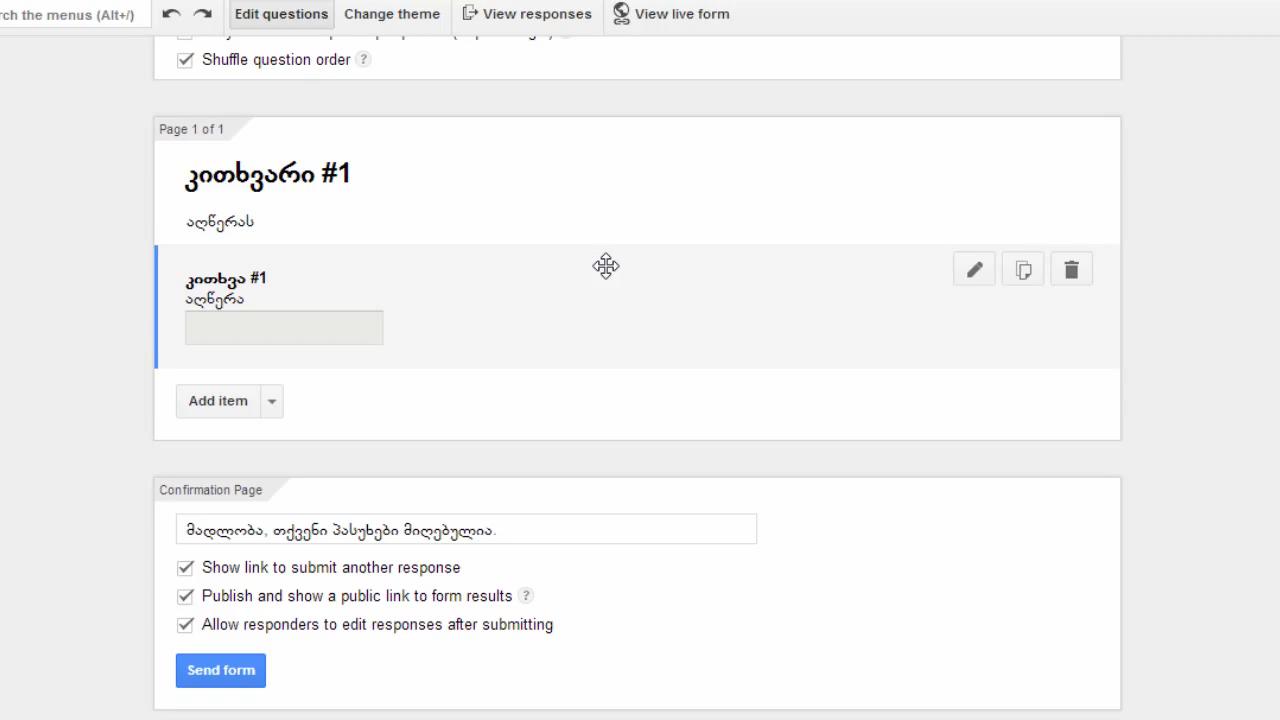 rch the menus (Alt+/)
Edit questions
Change theme
View responses
View live form
Shuffle question order ?
Page 1 of 1
კითხვარი #1
აღწერას
კითხვა #1
აღწერა
Add item
Confirmation Page
მადლობა, თქვენი პასუხები მიღებულია.
Show link to submit another response
Publish and show a public link to form results ?
Allow responders to edit responses after submitting
Send form